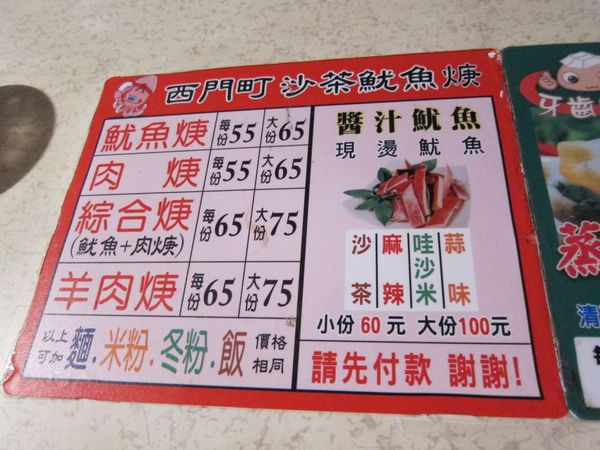 西門町 沙茶魷魚焿
魷魚焿 每份55 大份65
肉焿 每份55 大份65
綜合焿 每份65 大份75
(魷魚+肉焿)
羊肉焿 每份65 大份75
以上可加 麵.米粉.冬粉.飯 價格相同
醬汁魷魚
現燙魷魚
沙茶
麻辣
哇沙米
蒜味
小份60元 大份100元
請先付款 謝謝!
牙齒
蒸
清